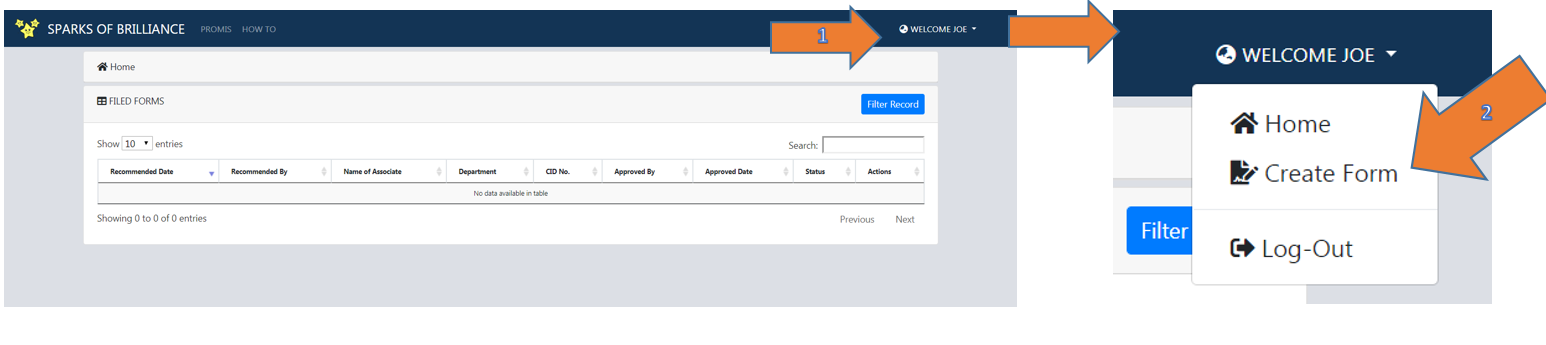 SPARKS OF BRILLIANCE PROMIS HOW TO 1 WELCOME JOE
Home
FILED FORMS Filter Record
Show 10 entries Search:
Recommended Date Recommended By Name of Associate Department CID No. Approved By Approved Date Status Actions
No data available in table
Showing 0 to 0 of 0 entries Previous Next
WELCOME JOE
Home
2
Create Form
Filter
Log-Out